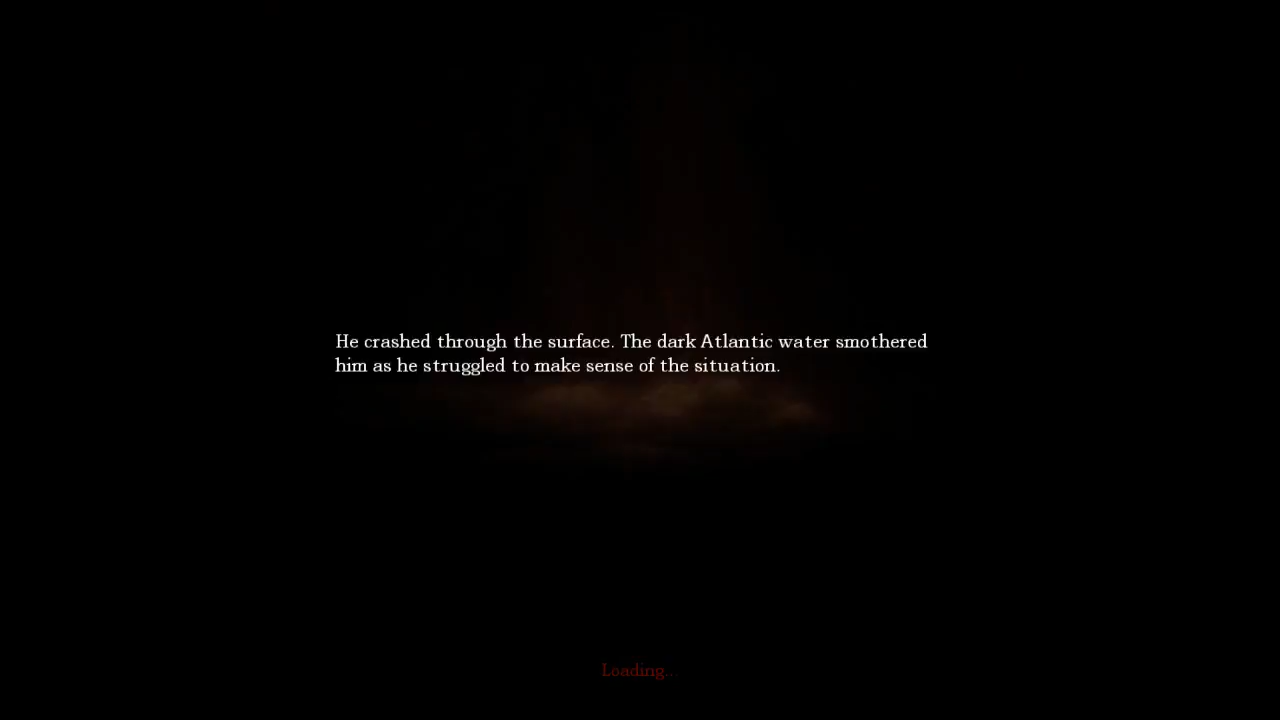 He crashed through the surface. The dark Atlantic water smothered
him as he struggled to make sense of the situation.
Loading...